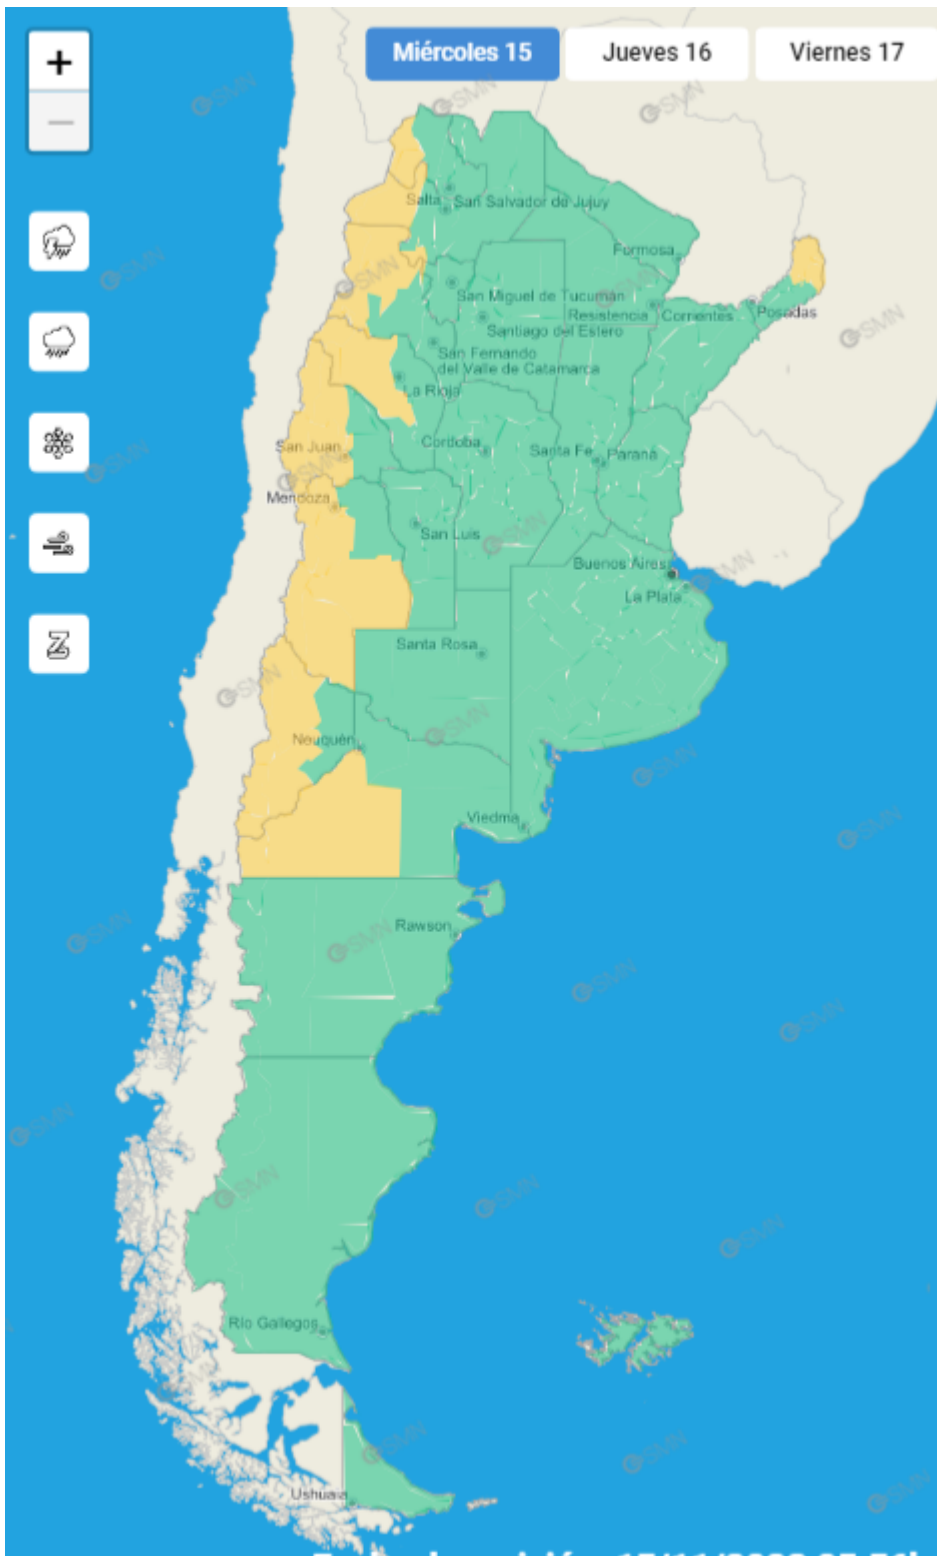 +
Miércoles 15
Jueves 16
Viernes 17
−
SMN
Salta
San Salvador de Jujuy
Formosa
San Miguel de Tucumán
Resistencia
Corrientes
Posadas
Santiago del Estero
San Fernando
del Valle de Catamarca
La Rioja
San Juan
Cordoba
Santa Fe
Paraná
Mendoza
San Luis
Buenos Aires
La Plata
Santa Rosa
Neuquén
Viedma
Rawson
Río Gallegos
Ushuaia